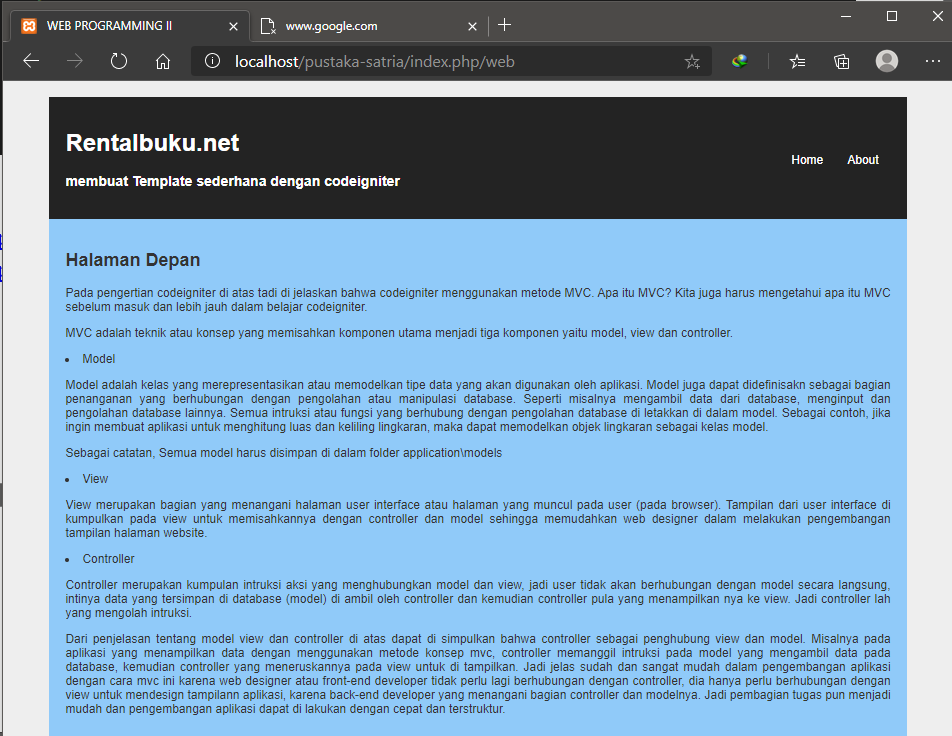 WEB PROGRAMMING II
www.google.com
localhost/pustaka-satria/index.php/web
Rentalbuku.net
membuat Template sederhana dengan codeigniter
Home About
Halaman Depan
Pada pengertian codeigniter di atas tadi di jelaskan bahwa codeigniter menggunakan metode MVC. Apa itu MVC? Kita juga harus mengetahui apa itu MVC
sebelum masuk dan lebih jauh dalam belajar codeigniter.
MVC adalah teknik atau konsep yang memisahkan komponen utama menjadi tiga komponen yaitu model, view dan controller.
• Model
Model adalah kelas yang merepresentasikan atau memodelkan tipe data yang akan digunakan oleh aplikasi. Model juga dapat didefinisakn sebagai bagian
penanganan yang berhubungan dengan pengolahan atau manipulasi database. Seperti misalnya mengambil data dari database, menginput dan
pengolahan database lainnya. Semua intruksi atau fungsi yang berhubung dengan pengolahan database di letakkan di dalam model. Sebagai contoh, jika
ingin membuat aplikasi untuk menghitung luas dan keliling lingkaran, maka dapat memodelkan objek lingkaran sebagai kelas model.
Sebagai catatan, Semua model harus disimpan di dalam folder application\models
• View
View merupakan bagian yang menangani halaman user interface atau halaman yang muncul pada user (pada browser). Tampilan dari user interface di
kumpulkan pada view untuk memisahkannya dengan controller dan model sehingga memudahkan web designer dalam melakukan pengembangan
tampilan halaman website.
• Controller
Controller merupakan kumpulan intruksi aksi yang menghubungkan model dan view, jadi user tidak akan berhubungan dengan model secara langsung,
intinya data yang tersimpan di database (model) di ambil oleh controller dan kemudian controller pula yang menampilkan nya ke view. Jadi controller lah
yang mengolah intruksi.
Dari penjelasan tentang model view dan controller di atas dapat di simpulkan bahwa controller sebagai penghubung view dan model. Misalnya pada
aplikasi yang menampilkan data dengan menggunakan metode konsep mvc, controller memanggil intruksi pada model yang mengambil data pada
database, kemudian controller yang meneruskannya pada view untuk di tampilkan. Jadi jelas sudah dan sangat mudah dalam pengembangan aplikasi
dengan cara mvc ini karena web designer atau front-end developer tidak perlu lagi berhubungan dengan controller, dia hanya perlu berhubungan dengan
view untuk mendesign tampilann aplikasi, karena back-end developer yang menangani bagian controller dan modelnya. Jadi pembagian tugas pun menjadi
mudah dan pengembangan aplikasi dapat di lakukan dengan cepat dan terstruktur.